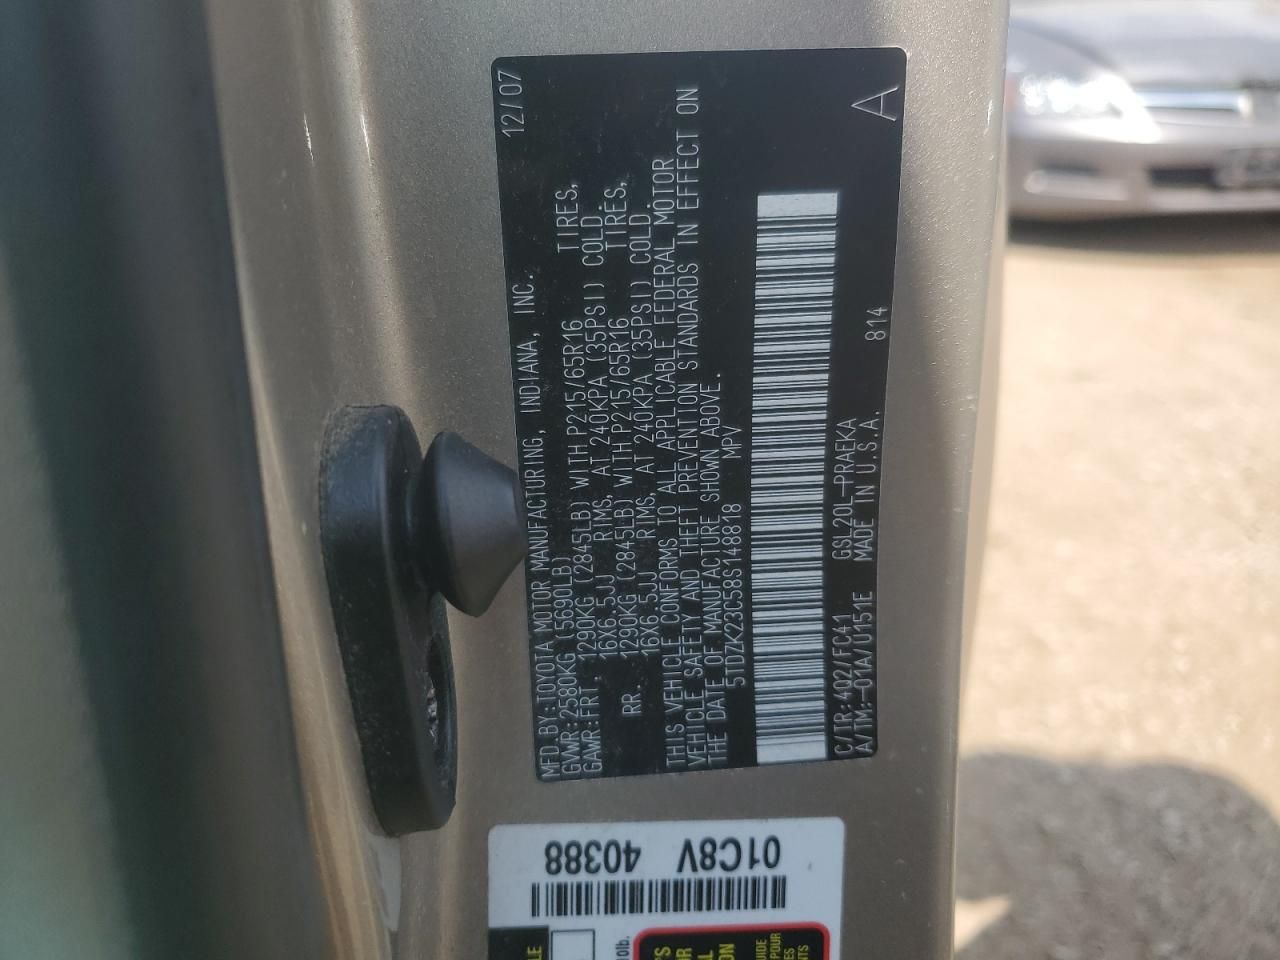 MFD. BY: TOYOTA MOTOR MANUFACTURING, INDIANA, INC. 12/07
GVWR: 2580KG (5690LB)
GAWR: FRT. 1290KG (2845LB) WITH P215/65R16 TIRES,
16X6.5JJ RIMS, AT 240KPA (35PSI) COLD.
RR. 1290KG (2845LB) WITH P215/65R16 TIRES,
16X6.5JJ RIMS, AT 240KPA (35PSI) COLD.
THIS VEHICLE CONFORMS TO ALL APPLICABLE FEDERAL MOTOR
VEHICLE SAFETY AND THEFT PREVENTION STANDARDS IN EFFECT ON
THE DATE OF MANUFACTURE SHOWN ABOVE.
5TDZK23C58S148818 MPV
C/TR: 4Q2/FC41 GSL20L-PRAEKA 814 A
A/TM: -01A/U151E MADE IN U.S.A.
01C8V 40388
10lb.